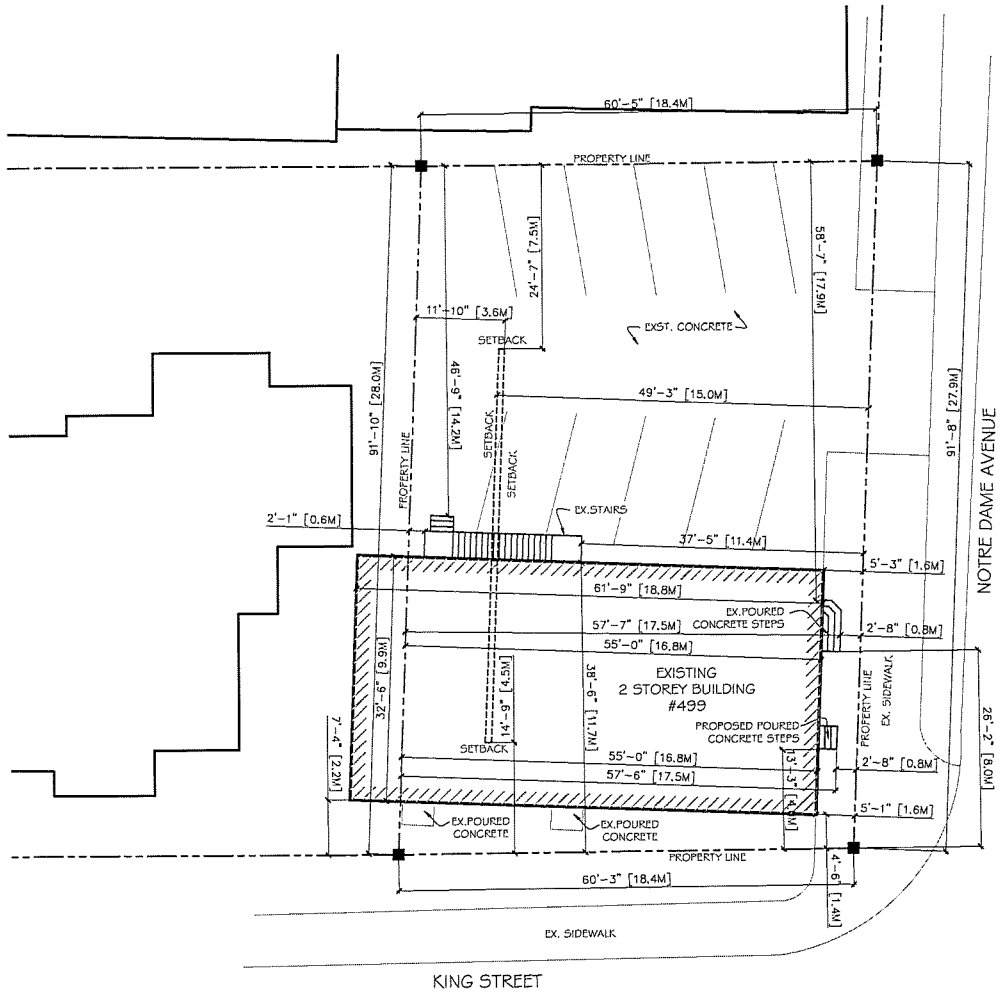 60'-5" [18.4M]
PROPERTY LINE
24'-7" [7.5M]
58'-7" [17.9M]
11'-10" [3.6M]
EXST. CONCRETE
SETBACK
46'-9" [14.2M]
91'-10" [28.0M]
49'-3" [15.0M]
91'-8" [27.9M]
NOTRE DAME AVENUE
PROPERTY LINE
SETBACK
SETBACK
2'-1" [0.6M]
EX.STAIRS
37'-5" [11.4M]
5'-3" [1.6M]
61'-9" [18.8M]
EX.POURED
CONCRETE STEPS
57'-7" [17.5M]
2'-8" [0.8M]
55'-0" [16.8M]
32'-6" [9.9M]
14'-9" [4.5M]
38'-6" [11.7M]
EXISTING
2 STOREY BUILDING
#499
PROPERTY LINE
EX. SIDEWALK
26'-2" [8.0M]
PROPOSED POURED
CONCRETE STEPS
SETBACK
7'-4" [2.2M]
55'-0" [16.8M]
2'-8" [0.8M]
57'-6" [17.5M]
13'-3"
5'-1" [1.6M]
EX.POURED
CONCRETE
EX.POURED
CONCRETE
PROPERTY LINE
4'-6" [1.4M]
60'-3" [18.4M]
EX. SIDEWALK
KING STREET